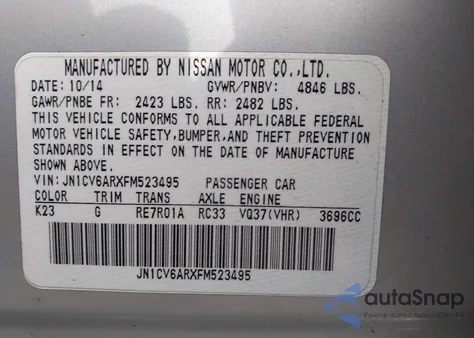 MANUFACTURED BY NISSAN MOTOR CO.,LTD.
DATE: 10/14 GVWR/PNBV: 4846 LBS.
GAWR/PNBE FR: 2423 LBS. RR: 2482 LBS.
THIS VEHICLE CONFORMS TO ALL APPLICABLE FEDERAL
MOTOR VEHICLE SAFETY,BUMPER,AND THEFT PREVENTION
STANDARDS IN EFFECT ON THE DATE OF MANUFACTURE
SHOWN ABOVE.
VIN: JN1CV6ARXFM523495 PASSENGER CAR
COLOR TRIM TRANS AXLE ENGINE
K23 G RE7R01A RC33 VQ37(VHR) 3696CC
JN1CV6ARXFM523495
autoSnap